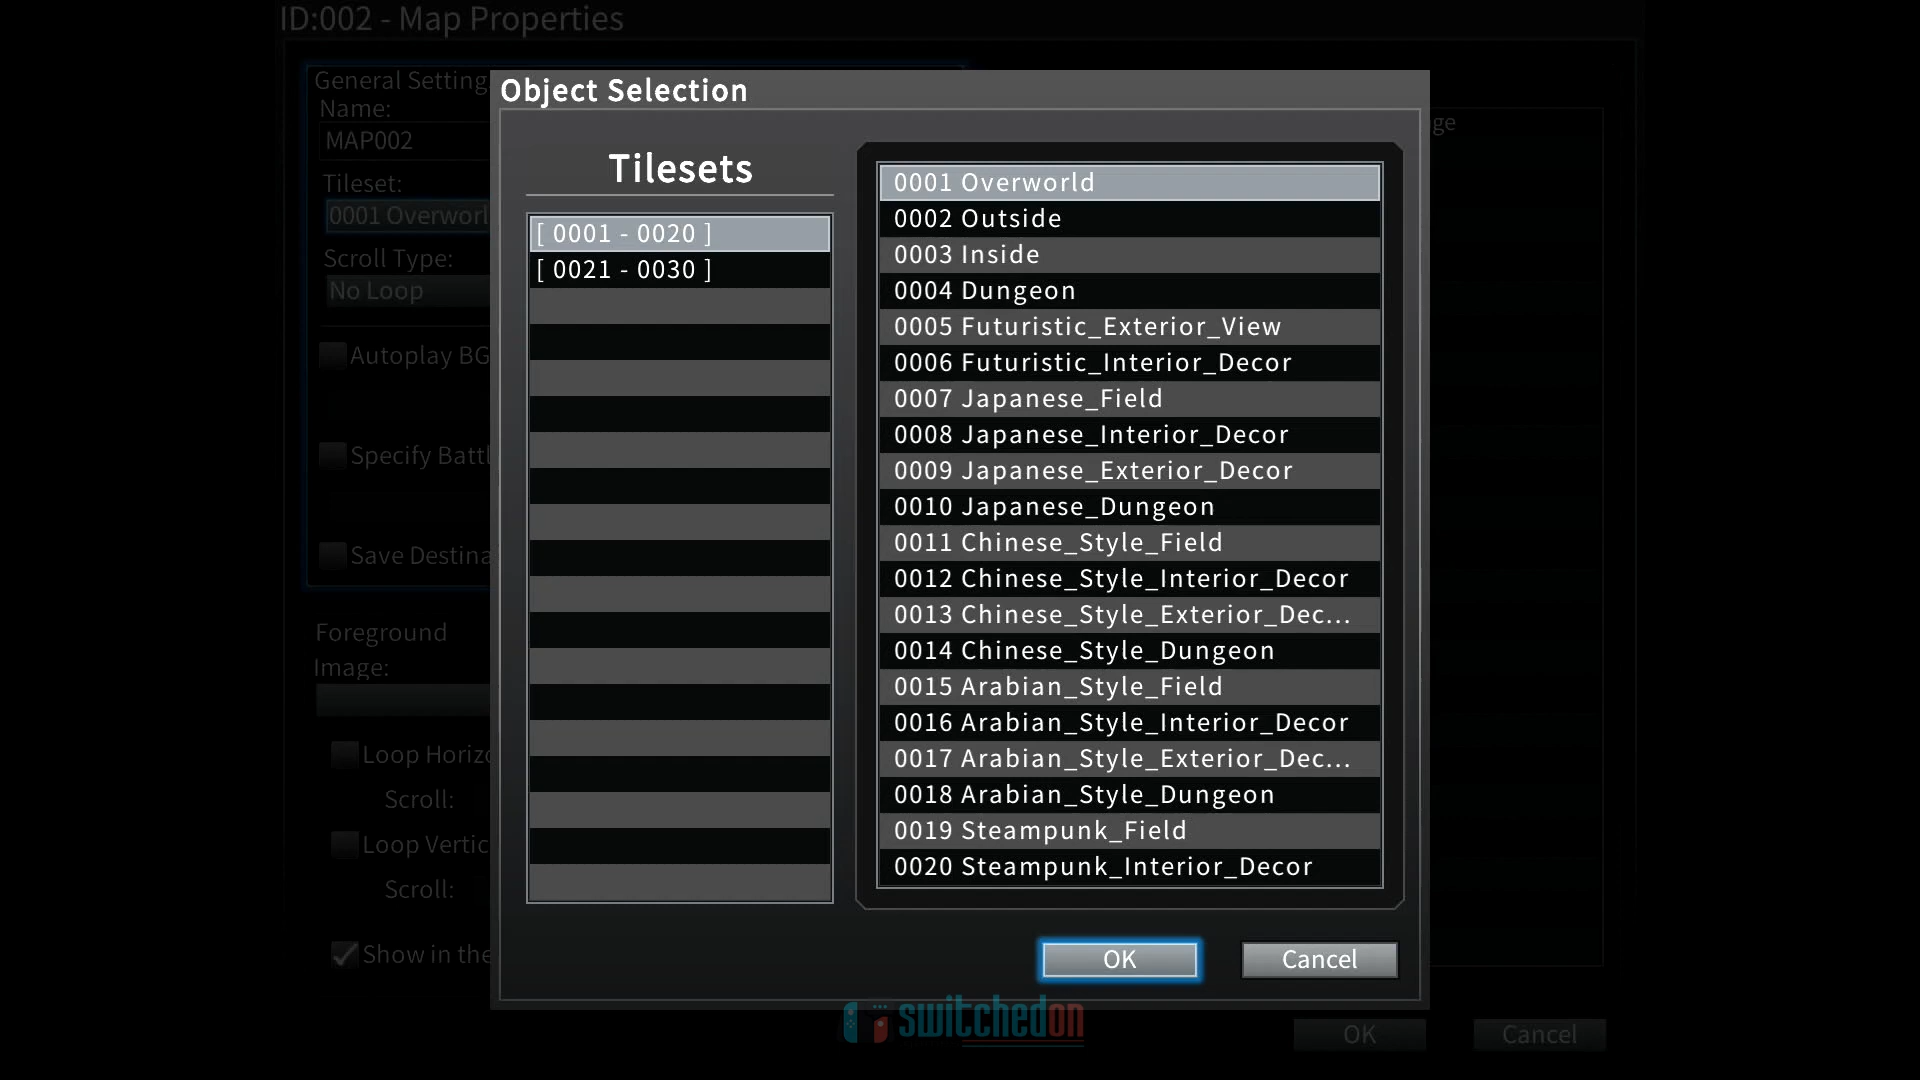 ID:002 - Map Properties
General Setting
Name:
MAP002
Tileset:
0001 Overworl
Scroll Type:
No Loop
Autoplay BG
Specify Battl
Save Destina
Foreground
Image:
Loop Horizo
Scroll:
Loop Vertic
Scroll:
Show in the
Object Selection
Tilesets
[ 0001 - 0020 ]
[ 0021 - 0030 ]
0001 Overworld
0002 Outside
0003 Inside
0004 Dungeon
0005 Futuristic_Exterior_View
0006 Futuristic_Interior_Decor
0007 Japanese_Field
0008 Japanese_Interior_Decor
0009 Japanese_Exterior_Decor
0010 Japanese_Dungeon
0011 Chinese_Style_Field
0012 Chinese_Style_Interior_Decor
0013 Chinese_Style_Exterior_Dec...
0014 Chinese_Style_Dungeon
0015 Arabian_Style_Field
0016 Arabian_Style_Interior_Decor
0017 Arabian_Style_Exterior_Dec...
0018 Arabian_Style_Dungeon
0019 Steampunk_Field
0020 Steampunk_Interior_Decor
OK Cancel
ge
switchedon
OK Cancel